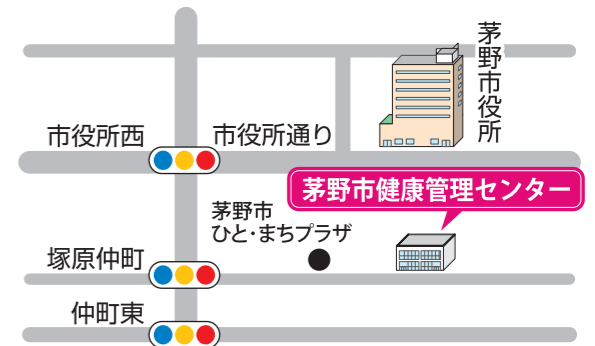 茅野市役所
市役所西
市役所通り
茅野市健康管理センター
茅野市
ひと・まちプラザ
塚原仲町
仲町東